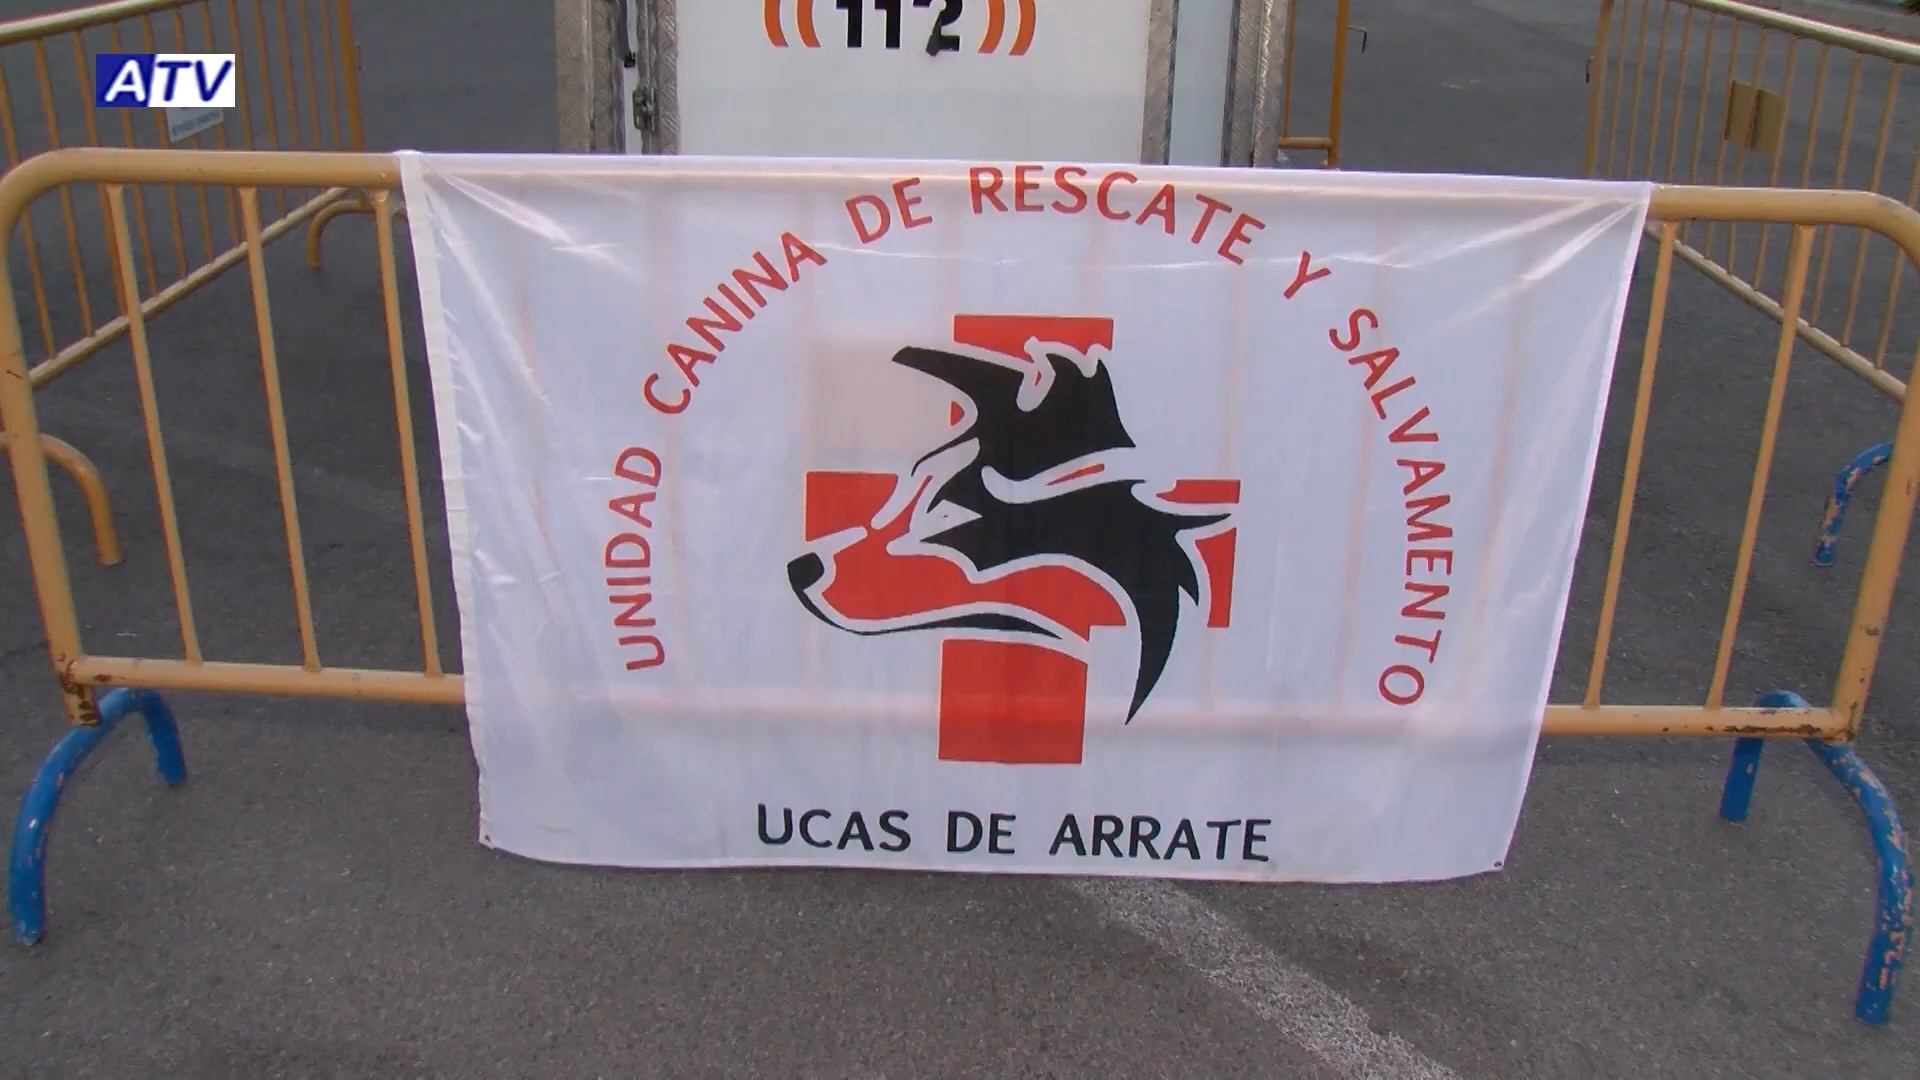 ATV
((112))
UNIDAD CANINA DE RESCATE Y SALVAMENTO
UCAS DE ARRATE